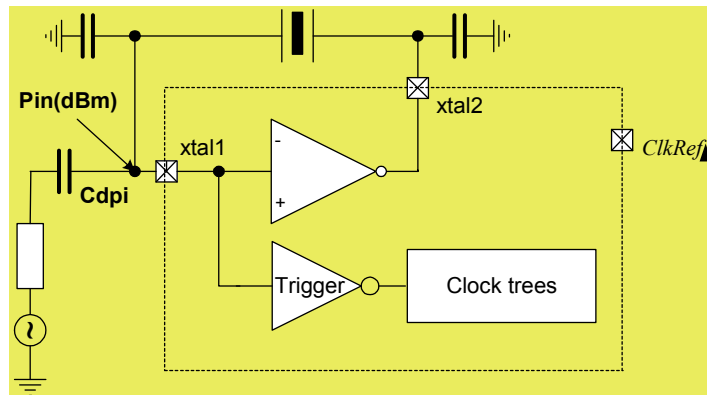 Pin(dBm)
xtal2
xtal1
ClkRef
Cdpi
-
+
Trigger
Clock trees
~